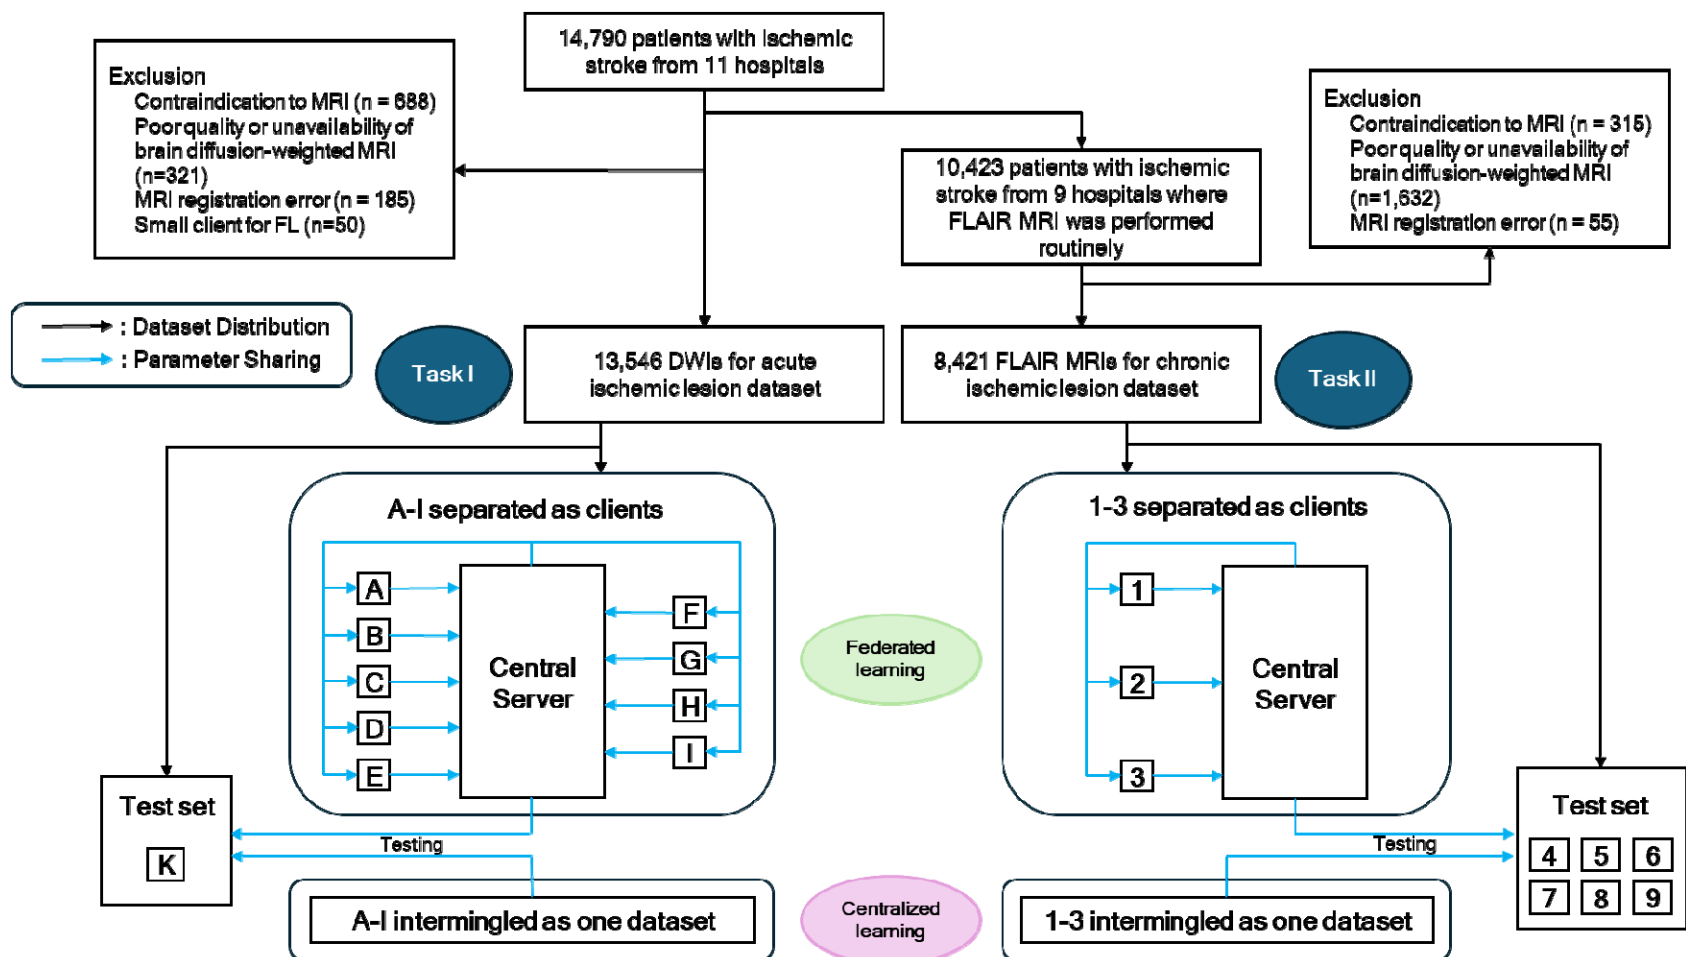 14,790 patients with ischemic
stroke from 11 hospitals
Exclusion
Contraindication to MRI (n = 688)
Poor quality or unavailability of
brain diffusion-weighted MRI
(n=321)
MRI registration error (n = 185)
Small client for FL (n=50)
Exclusion
Contraindication to MRI (n = 315)
Poor quality or unavailability of
brain diffusion-weighted MRI
(n=1,632)
MRI registration error (n = 55)
10,423 patients with ischemic
stroke from 9 hospitals where
FLAIR MRI was performed
routinely
: Dataset Distribution
: Parameter Sharing
Task I
13,546 DWIs for acute
ischemic lesion dataset
8,421 FLAIR MRIs for chronic
ischemic lesion dataset
Task II
A-I separated as clients
A
B
C
D
E
Central
Server
F
G
H
I
Federated
learning
1-3 separated as clients
1
2
3
Central
Server
Test set
K
Testing
Testing
Test set
4 5 6
7 8 9
A-I intermingled as one dataset
Centralized
learning
1-3 intermingled as one dataset